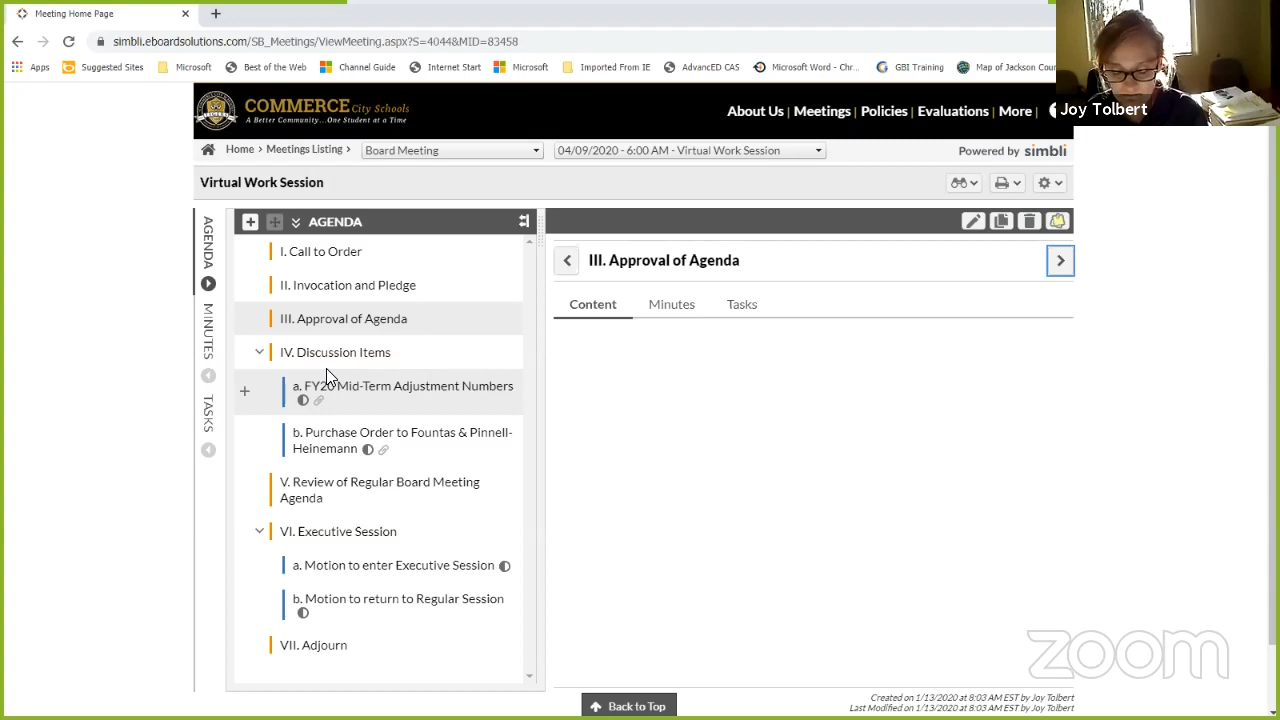 Meeting Home Page
simbli.eboardsolutions.com/SB_Meetings/ViewMeeting.aspx?S=4044&MID=83458
Apps
Suggested Sites
Microsoft
Best of the Web
Channel Guide
Internet Start
Microsoft
Imported From IE
AdvancED CAS
Microsoft Word - Chr...
GBI Training
Map of Jackson Cou
Joy Tolbert
COMMERCE City Schools
A Better Community...One Student at a Time
About Us | Meetings | Policies | Evaluations | More
Home > Meetings Listing >
Board Meeting
04/09/2020 - 6:00 AM - Virtual Work Session
Powered by simbli
Virtual Work Session
AGENDA
MINUTES
TASKS
AGENDA
I. Call to Order
II. Invocation and Pledge
III. Approval of Agenda
IV. Discussion Items
a. FY20 Mid-Term Adjustment Numbers
b. Purchase Order to Fountas & Pinnell-
Heinemann
V. Review of Regular Board Meeting
Agenda
VI. Executive Session
a. Motion to enter Executive Session
b. Motion to return to Regular Session
VII. Adjourn
III. Approval of Agenda
Content
Minutes
Tasks
zoom
Back to Top
Created on 1/13/2020 at 8:03 AM EST by Joy Tolbert
Last Modified on 1/13/2020 at 8:03 AM EST by Joy Tolbert